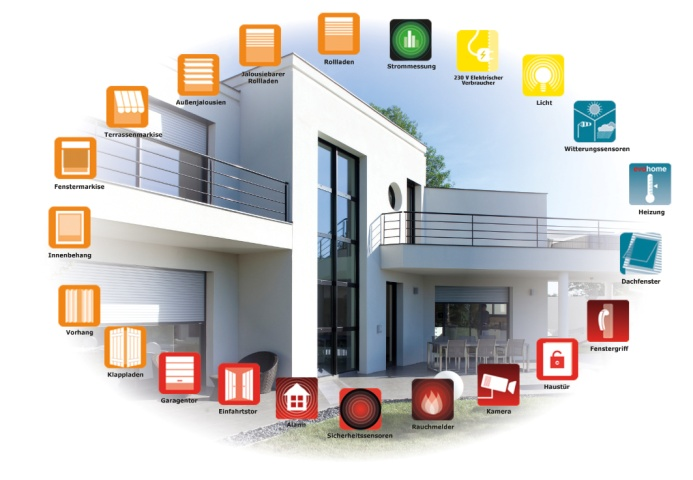 Rollladen
Strommessung
230 V Elektrischer
Verbraucher
Licht
Witterungssensoren
home
Heizung
Dachfenster
Fenstergriff
Haustür
Kamera
Rauchmelder
Sicherheitssensoren
Alarm
Einfahrtstor
Garagentor
Klappladen
Vorhang
Innenbehang
Fenstermarkise
Terrassenmarkise
Außenjalousien
Jalousiebarer
Rollladen